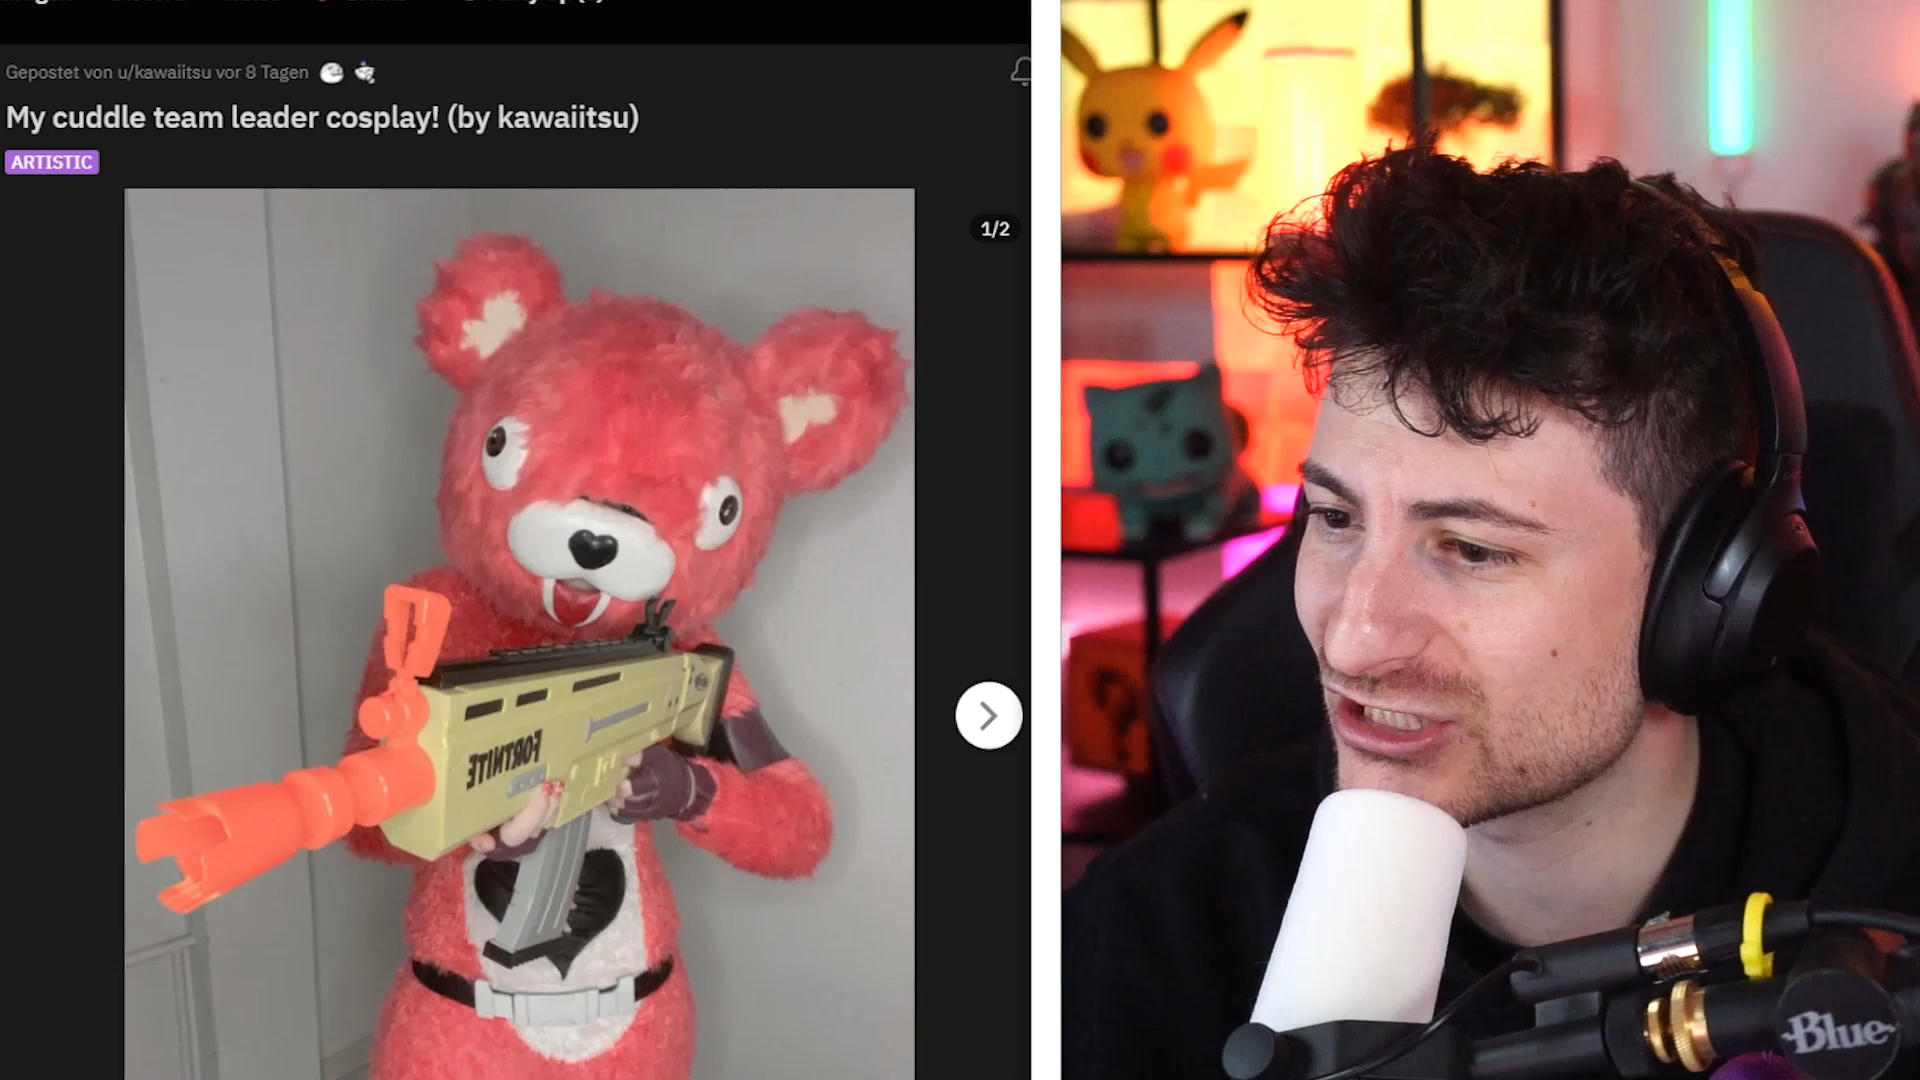 Gepostet von u/kawaiitsu vor 8 Tagen
My cuddle team leader cosplay! (by kawaiitsu)
ARTISTIC
1/2
FORTNITE
Blue